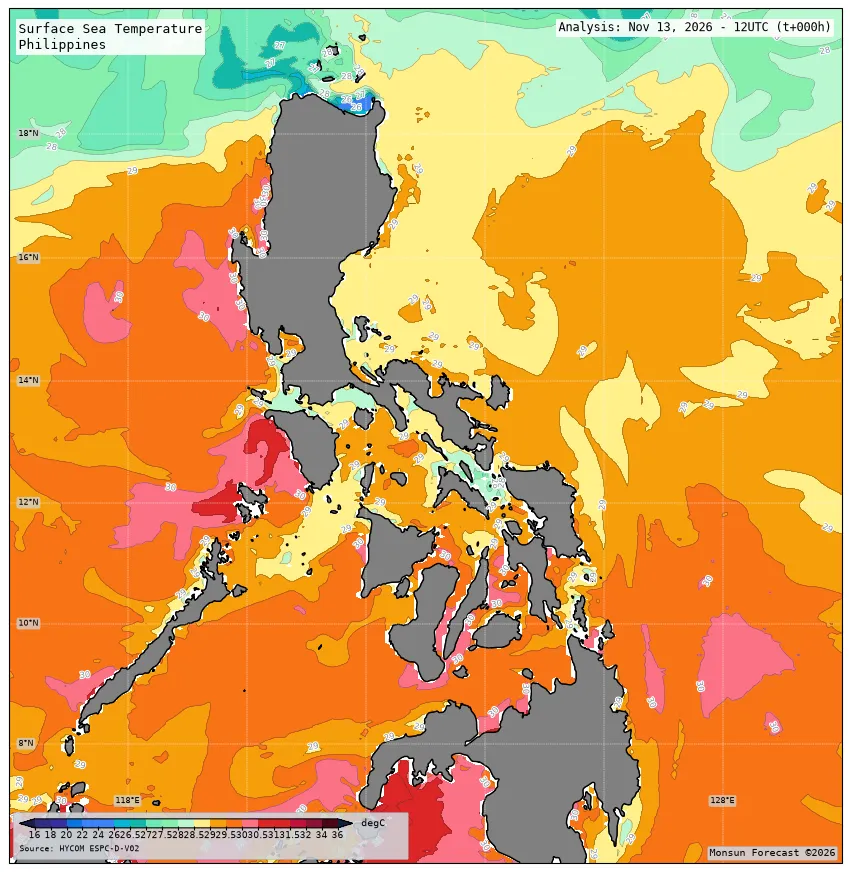 Surface Sea Temperature
Philippines
Analysis: Nov 13, 2026 - 12UTC (t+000h)
18°N
16°N
14°N
12°N
10°N
8°N
118°E
128°E
16 18 20 22 24 26 26.5 27 27.5 28 28.5 29 29.5 30 30.5 31 31.5 32 34 36 degC
Source: HYCOM ESPC-D-V02
Monsun Forecast ©2026